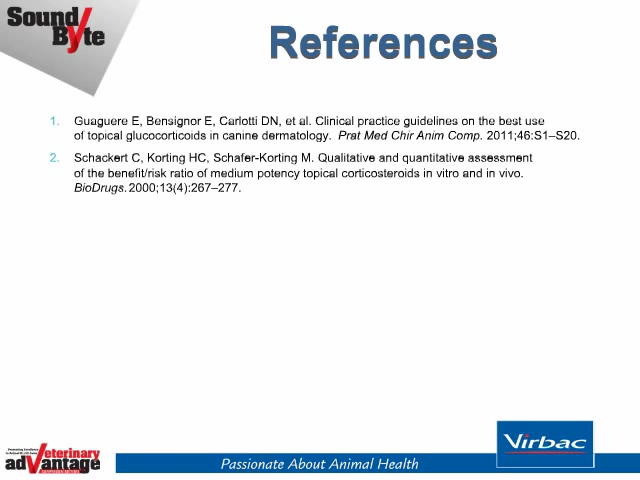 Sound
Byte
References
1. Guaguere E, Bensignor E, Carlotti DN, et al. Clinical practice guidelines on the best use
of topical glucocorticoids in canine dermatology. Prat Med Chir Anim Comp. 2011;46:S1–S20.
2. Schackert C, Korting HC, Schafer-Korting M. Qualitative and quantitative assessment
of the benefit/risk ratio of medium potency topical corticosteroids in vitro and in vivo.
BioDrugs. 2000;13(4):267–277.
Veterinary
adVantage
Passionate About Animal Health
Virbac